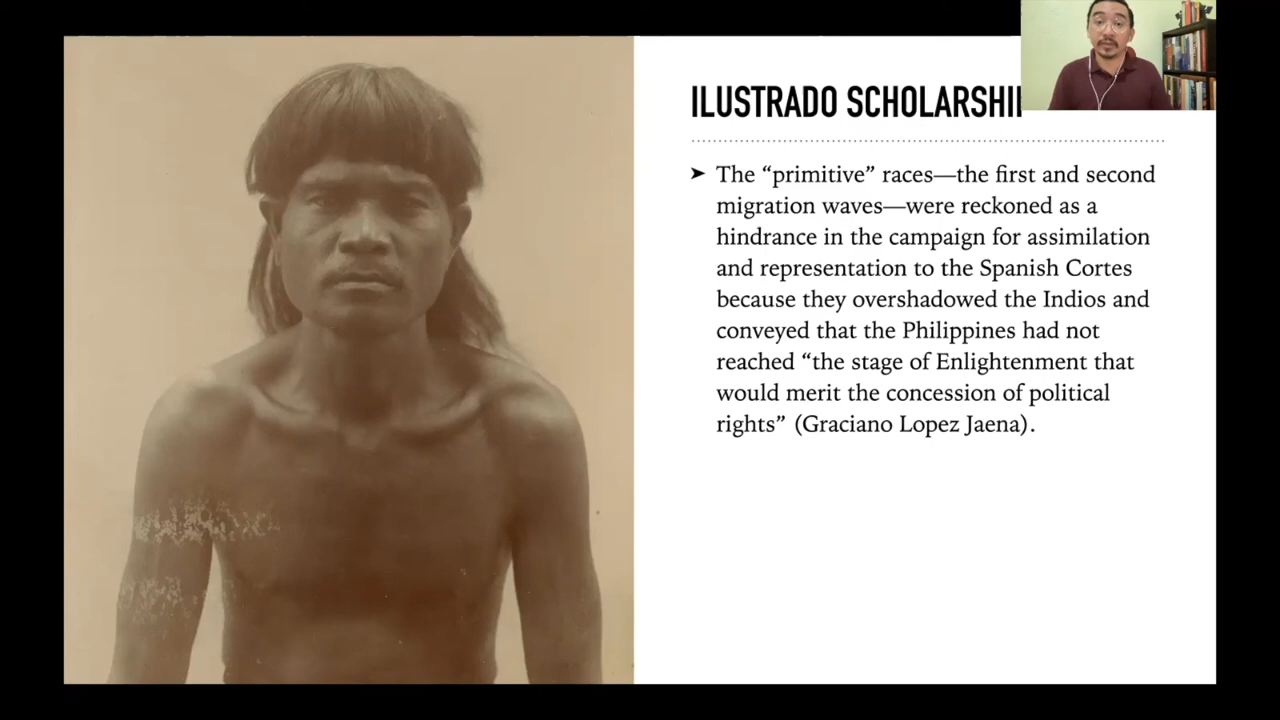 ILUSTRADO SCHOLARSHI
➤ The “primitive” races—the first and second
migration waves—were reckoned as a
hindrance in the campaign for assimilation
and representation to the Spanish Cortes
because they overshadowed the Indios and
conveyed that the Philippines had not
reached “the stage of Enlightenment that
would merit the concession of political
rights” (Graciano Lopez Jaena).